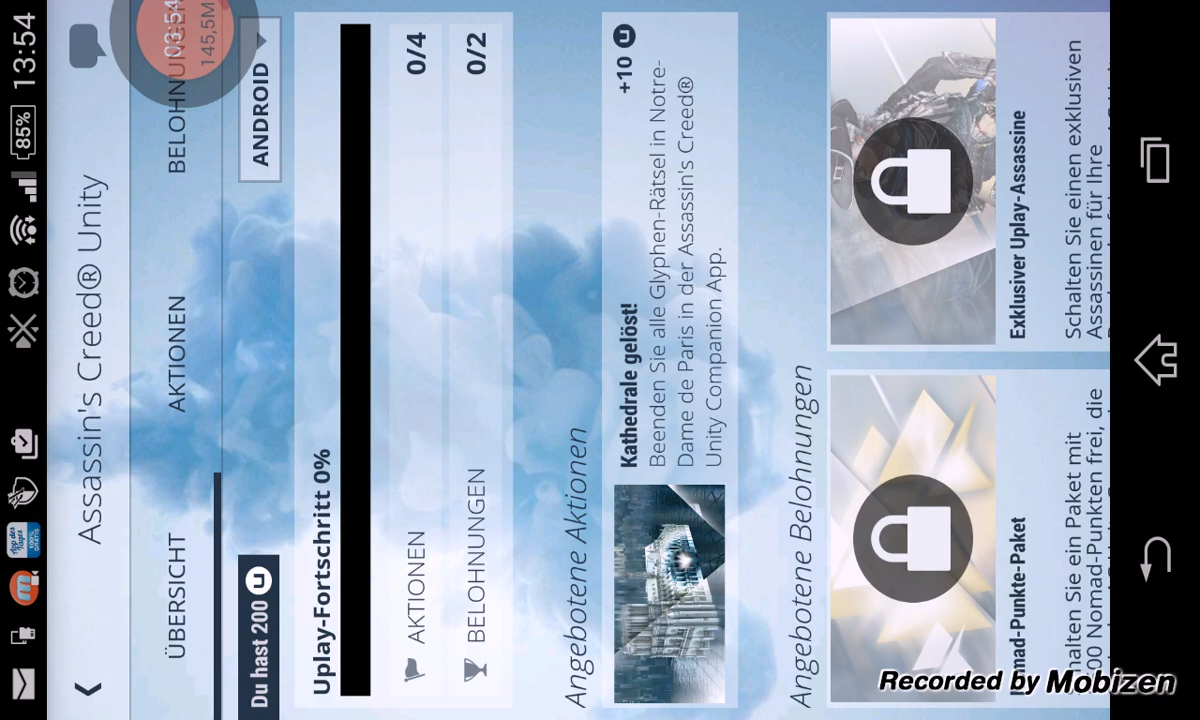 85% 13:54
Assassin's Creed® Unity
03:54
145,5M
ÜBERSICHT AKTIONEN BELOHNUNGEN
Du hast 200 ANDROID
Uplay-Fortschritt 0%
AKTIONEN 0/4
BELOHNUNGEN 0/2
Angebotene Aktionen
Kathedrale gelöst! +10
Beenden Sie alle Glyphen-Rätsel in Notre-
Dame de Paris in der Assassin's Creed®
Unity Companion App.
Angebotene Belohnungen
mad-Punkte-Paket
halten Sie ein Paket mit
00 Nomad-Punkten frei, die
Exklusiver Uplay-Assassine
Schalten Sie einen exklusiven
Assassinen für Ihre
Recorded by Mobizen